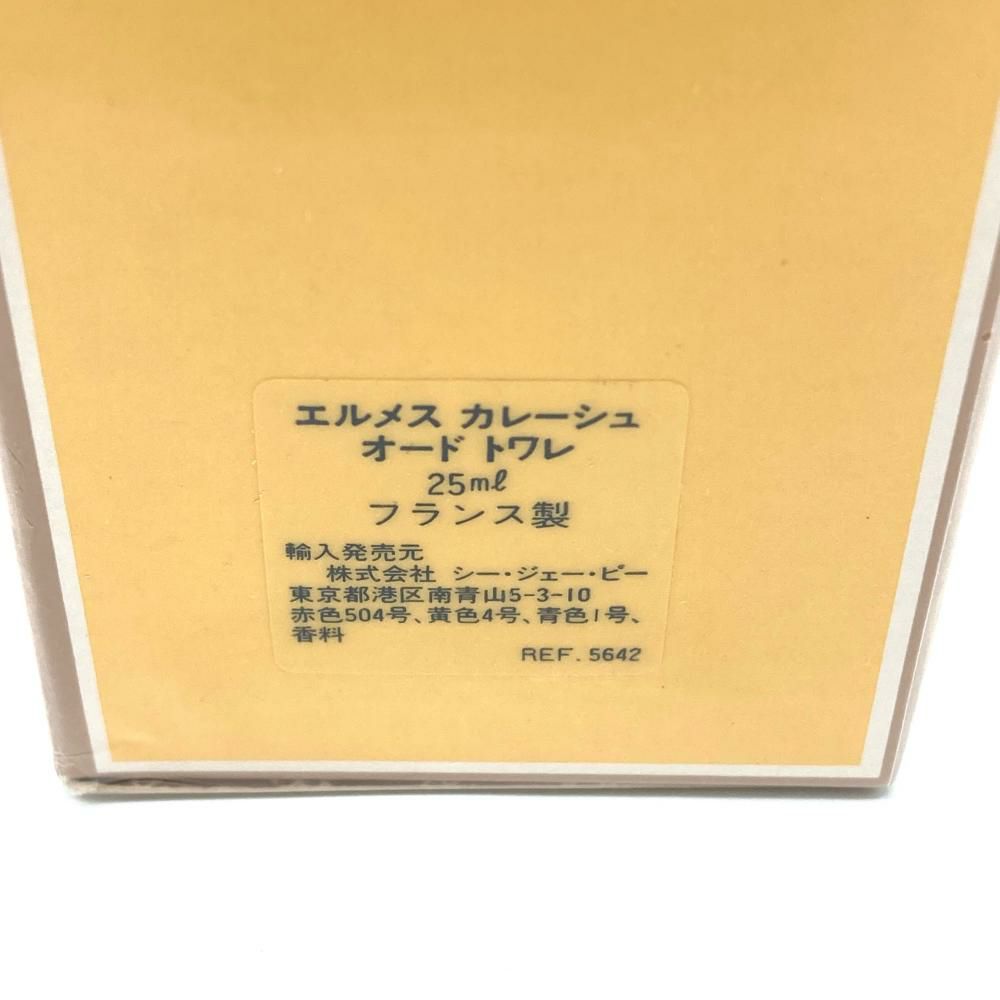 エルメス カレーシュ
オード トワレ
25mℓ
フランス製
輸入発売元
株式会社 シー・ジェー・ピー
東京都港区南青山5-3-10
赤色504号、黄色4号、青色1号、
香料
REF. 5642